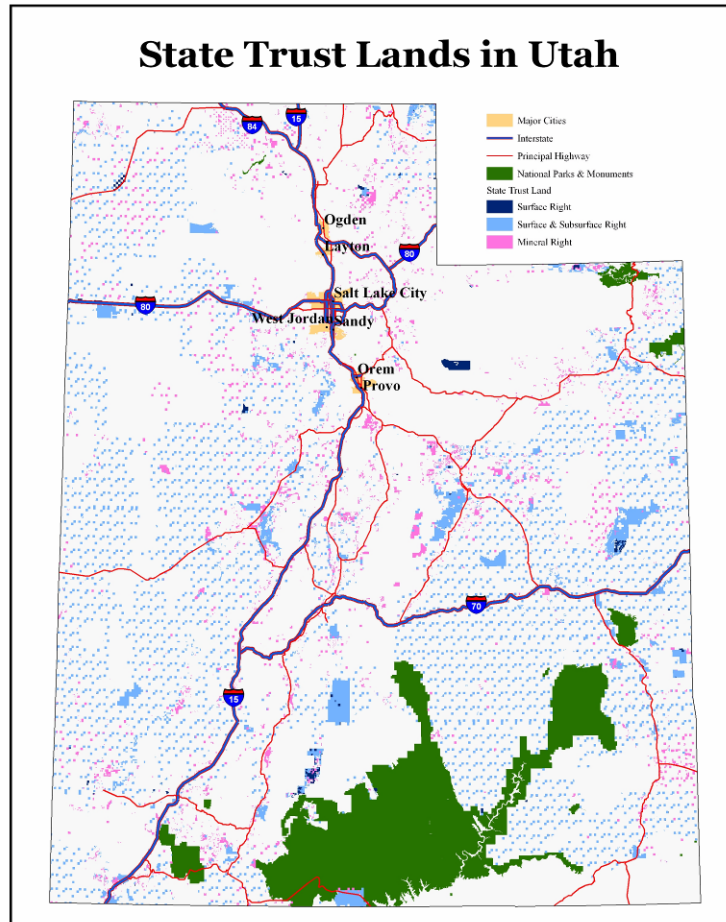 State Trust Lands in Utah
Major Cities
Interstate
Principal Highway
National Parks & Monuments
State Trust Land
Surface Right
Surface & Subsurface Right
Mineral Right
15
84
Ogden
Layton
80
Salt Lake City
80
West Jordan
Sandy
Orem
Provo
70
15